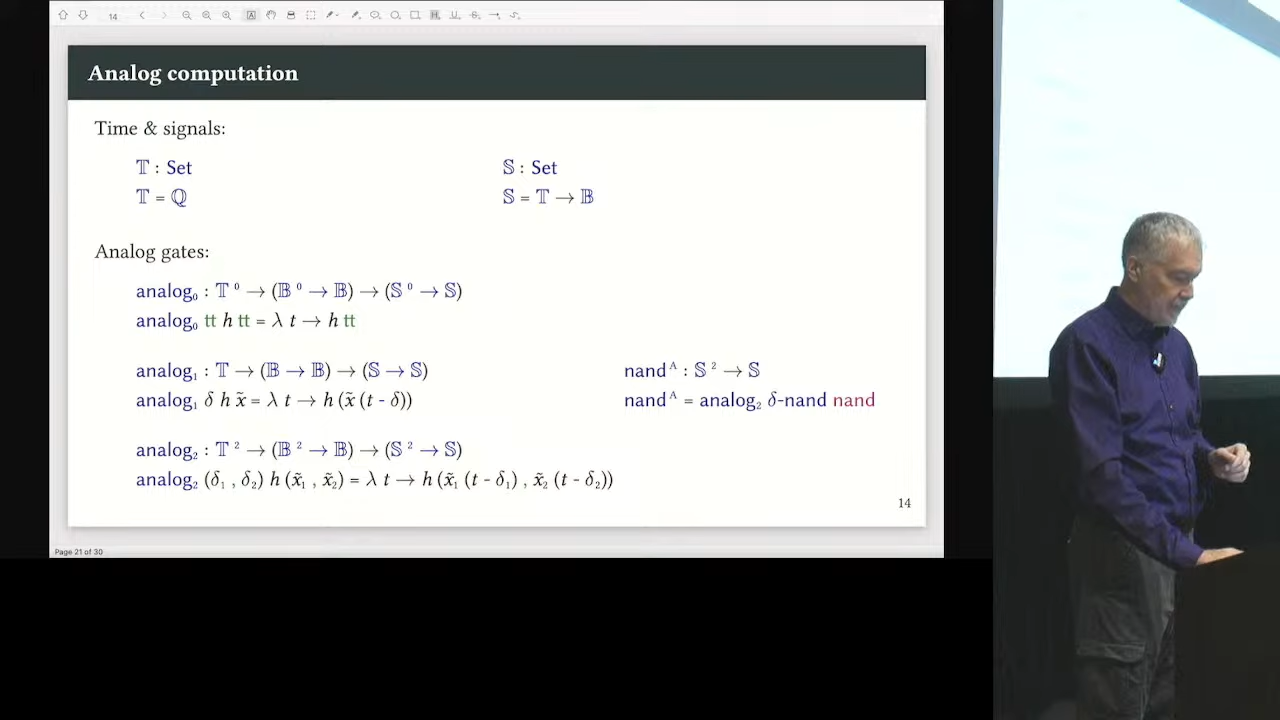 14
Analog computation
Time & signals:
𝕋 : Set
𝕋 = ℚ
𝕊 : Set
𝕊 = 𝕋 → 𝔹
Analog gates:
analog₀ : 𝕋 ⁰ → (𝔹 ⁰ → 𝔹) → (𝕊 ⁰ → 𝕊)
analog₀ tt h tt = λ t → h tt
analog₁ : 𝕋 → (𝔹 → 𝔹) → (𝕊 → 𝕊)
analog₁ δ h x̃ = λ t → h (x̃ (t - δ))
nand ᴬ : 𝕊 ² → 𝕊
nand ᴬ = analog₂ δ-nand nand
analog₂ : 𝕋 ² → (𝔹 ² → 𝔹) → (𝕊 ² → 𝕊)
analog₂ (δ₁ , δ₂) h (x̃₁ , x̃₂) = λ t → h (x̃₁ (t - δ₁) , x̃₂ (t - δ₂))
14
Page 21 of 30